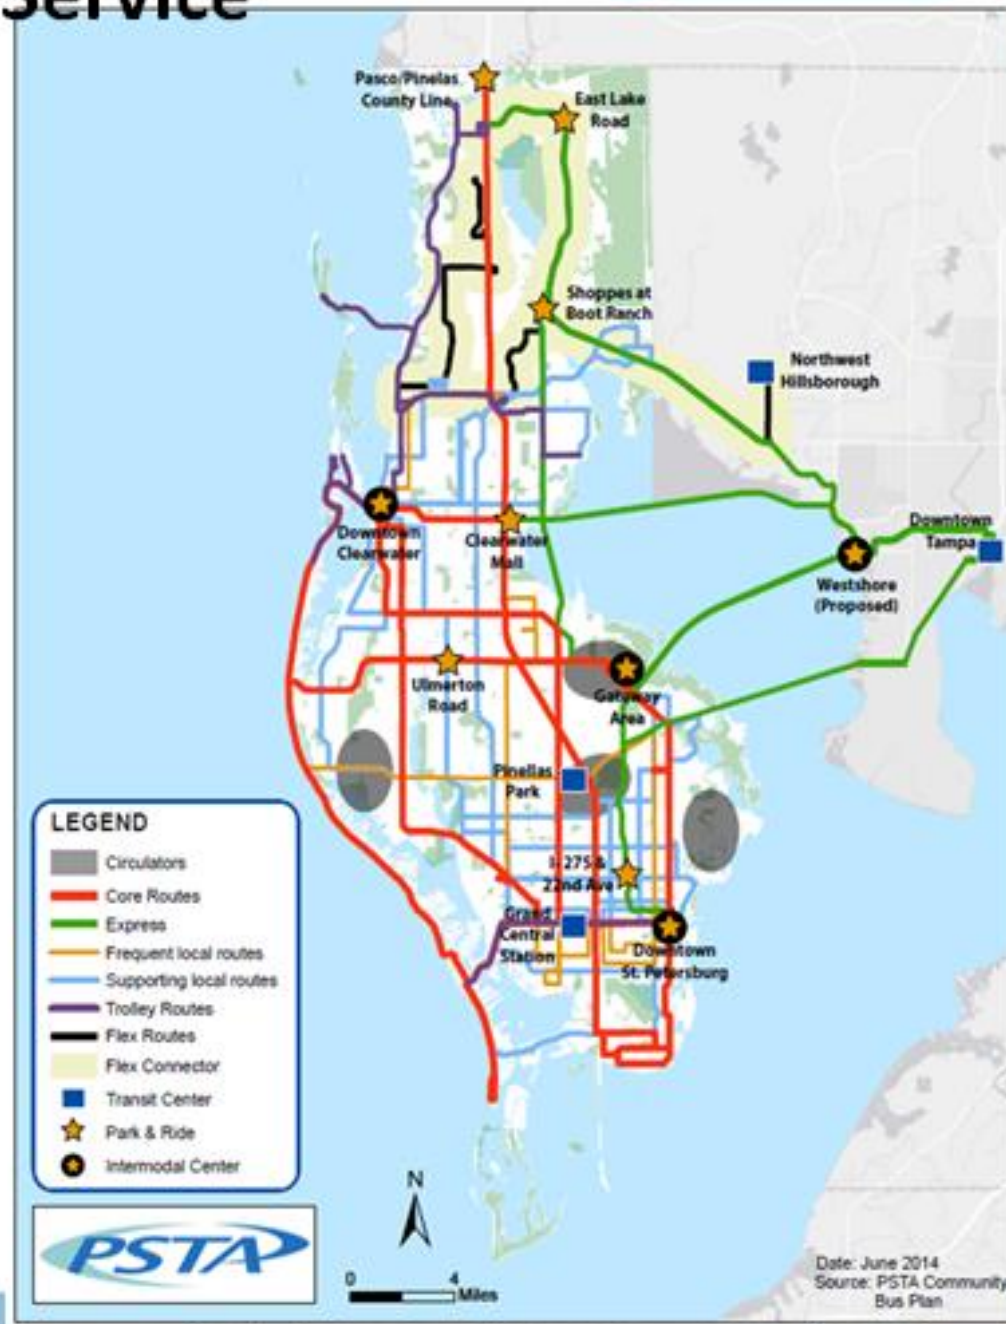 Service
Pasco/Pinelas
County Line
East Lake
Road
Shoppes at
Boot Ranch
Northwest
Hillsborough
Downtown
Clearwater
Clearwater
Mall
Downtown
Tampa
Westshore
(Proposed)
Ulmerton
Road
Gateway
Area
Pinellas
Park
I-275 &
22nd Ave
Grand
Central
Station
Downtown
St. Petersburg
LEGEND
Circulators
Core Routes
Express
Frequent local routes
Supporting local routes
Trolley Routes
Flex Routes
Flex Connector
Transit Center
Park & Ride
Intermodal Center
PSTA
N
0 4
Miles
Date: June 2014
Source: PSTA Community
Bus Plan